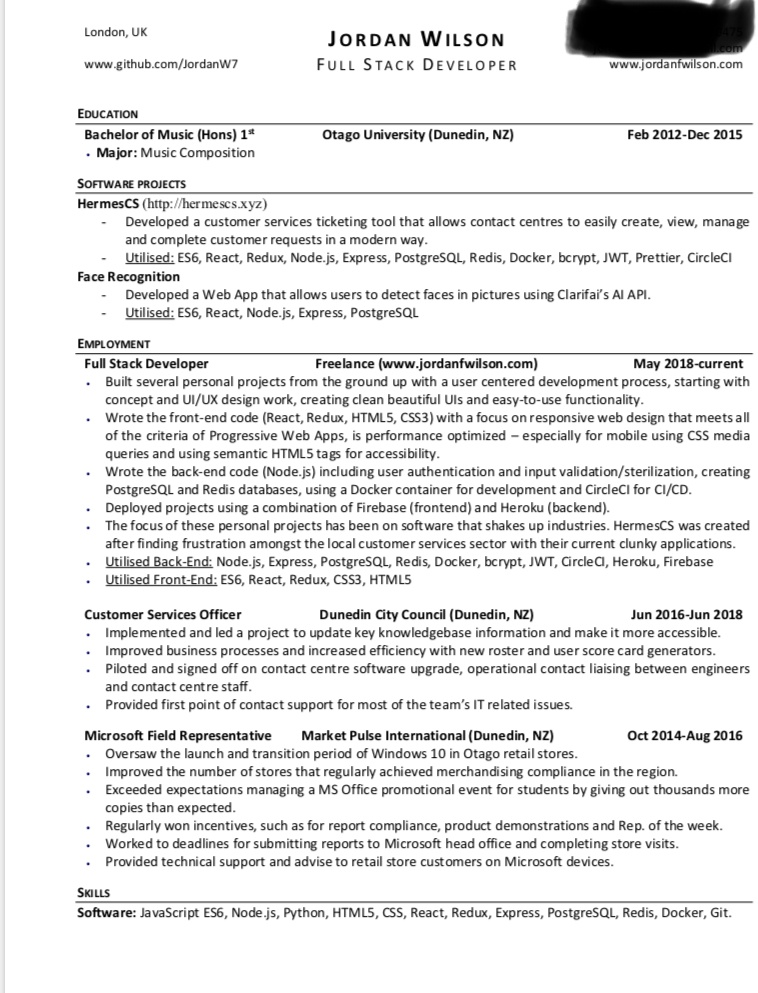 London, UK
JORDAN WILSON
www.github.com/JordanW7
FULL STACK DEVELOPER
www.jordanfwilson.com
EDUCATION
Bachelor of Music (Hons) 1st Otago University (Dunedin, NZ) Feb 2012-Dec 2015
• Major: Music Composition
SOFTWARE PROJECTS
HermesCS (http://hermescs.xyz)
- Developed a customer services ticketing tool that allows contact centres to easily create, view, manage
and complete customer requests in a modern way.
- Utilised: ES6, React, Redux, Node.js, Express, PostgreSQL, Redis, Docker, bcrypt, JWT, Prettier, CircleCI
Face Recognition
- Developed a Web App that allows users to detect faces in pictures using Clarifai's AI API.
- Utilised: ES6, React, Node.js, Express, PostgreSQL
EMPLOYMENT
Full Stack Developer Freelance (www.jordanfwilson.com) May 2018-current
• Built several personal projects from the ground up with a user centered development process, starting with
concept and UI/UX design work, creating clean beautiful UIs and easy-to-use functionality.
• Wrote the front-end code (React, Redux, HTML5, CSS3) with a focus on responsive web design that meets all
of the criteria of Progressive Web Apps, is performance optimized – especially for mobile using CSS media
queries and using semantic HTML5 tags for accessibility.
• Wrote the back-end code (Node.js) including user authentication and input validation/sterilization, creating
PostgreSQL and Redis databases, using a Docker container for development and CircleCI for CI/CD.
• Deployed projects using a combination of Firebase (frontend) and Heroku (backend).
• The focus of these personal projects has been on software that shakes up industries. HermesCS was created
after finding frustration amongst the local customer services sector with their current clunky applications.
• Utilised Back-End: Node.js, Express, PostgreSQL, Redis, Docker, bcrypt, JWT, CircleCI, Heroku, Firebase
• Utilised Front-End: ES6, React, Redux, CSS3, HTML5
Customer Services Officer Dunedin City Council (Dunedin, NZ) Jun 2016-Jun 2018
• Implemented and led a project to update key knowledgebase information and make it more accessible.
• Improved business processes and increased efficiency with new roster and user score card generators.
• Piloted and signed off on contact centre software upgrade, operational contact liaising between engineers
and contact centre staff.
• Provided first point of contact support for most of the team's IT related issues.
Microsoft Field Representative Market Pulse International (Dunedin, NZ) Oct 2014-Aug 2016
• Oversaw the launch and transition period of Windows 10 in Otago retail stores.
• Improved the number of stores that regularly achieved merchandising compliance in the region.
• Exceeded expectations managing a MS Office promotional event for students by giving out thousands more
copies than expected.
• Regularly won incentives, such as for report compliance, product demonstrations and Rep. of the week.
• Worked to deadlines for submitting reports to Microsoft head office and completing store visits.
• Provided technical support and advise to retail store customers on Microsoft devices.
SKILLS
Software: JavaScript ES6, Node.js, Python, HTML5, CSS, React, Redux, Express, PostgreSQL, Redis, Docker, Git.